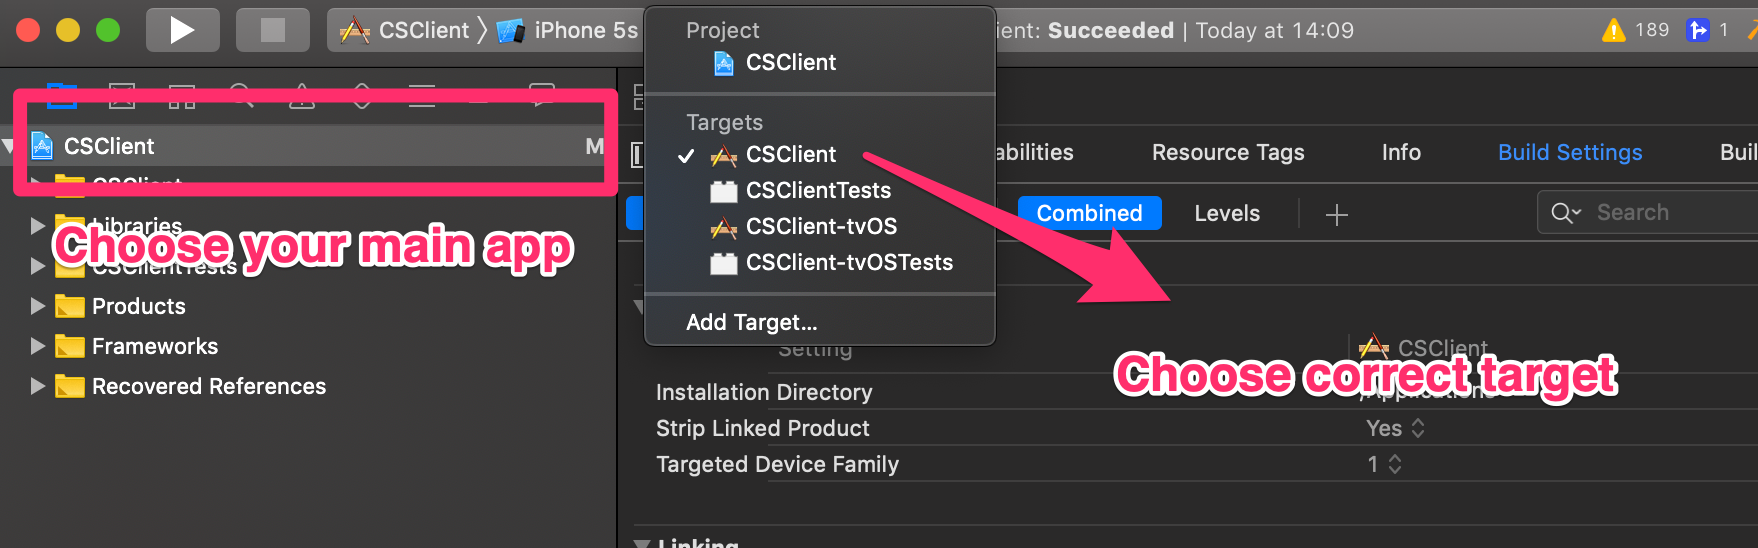 CSClient
iPhone 5s
ient: Succeeded | Today at 14:09
189
1
Project
CSClient
Targets
CSClient
CSClientTests
CSClient-tvOS
CSClient-tvOSTests
Add Target...
CSClient
M
CSClient
Libraries
CSClientTests
Choose your main app
Products
Frameworks
Recovered References
abilities
Resource Tags
Info
Build Settings
Buil
Combined
Levels
Search
Setting
CSClient
Choose correct target
Installation Directory
/Applications
Strip Linked Product
Yes
Targeted Device Family
1
Linking